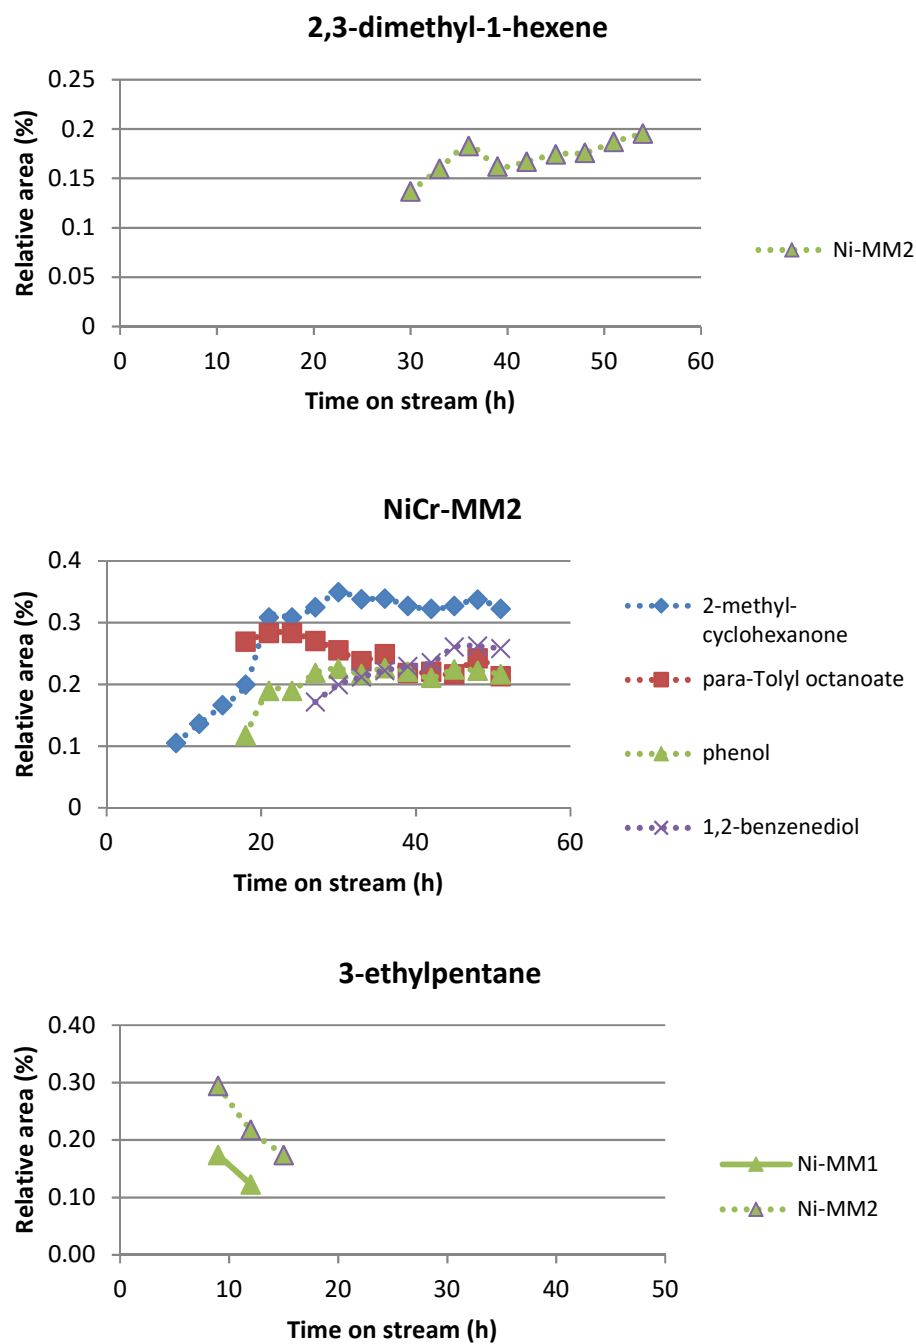 2,3-dimethyl-1-hexene
Relative area (%)
0.25
0.2
0.15
0.1
0.05
0
0 10 20 30 40 50 60
Time on stream (h)
Ni-MM2
NiCr-MM2
Relative area (%)
0.4
0.3
0.2
0.1
0
0 20 40 60
Time on stream (h)
2-methyl-
cyclohexanone
para-Tolyl octanoate
phenol
1,2-benzenediol
3-ethylpentane
Relative area (%)
0.40
0.30
0.20
0.10
0.00
0 10 20 30 40 50
Time on stream (h)
Ni-MM1
Ni-MM2